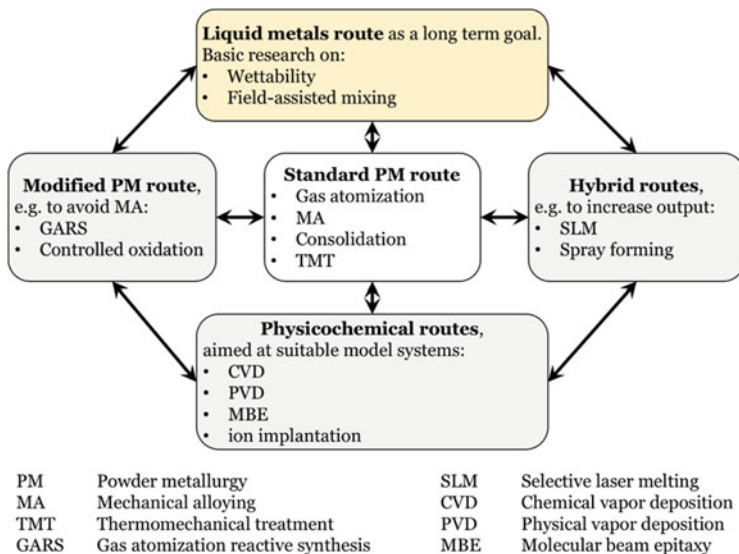 Liquid metals route as a long term goal.
Basic research on:
• Wettability
• Field-assisted mixing
Modified PM route,
e.g. to avoid MA:
• GARS
• Controlled oxidation
Standard PM route
• Gas atomization
• MA
• Consolidation
• TMT
Hybrid routes,
e.g. to increase output:
• SLM
• Spray forming
Physicochemical routes,
aimed at suitable model systems:
• CVD
• PVD
• MBE
• ion implantation
PM Powder metallurgy
MA Mechanical alloying
TMT Thermomechanical treatment
GARS Gas atomization reactive synthesis
SLM Selective laser melting
CVD Chemical vapor deposition
PVD Physical vapor deposition
MBE Molecular beam epitaxy